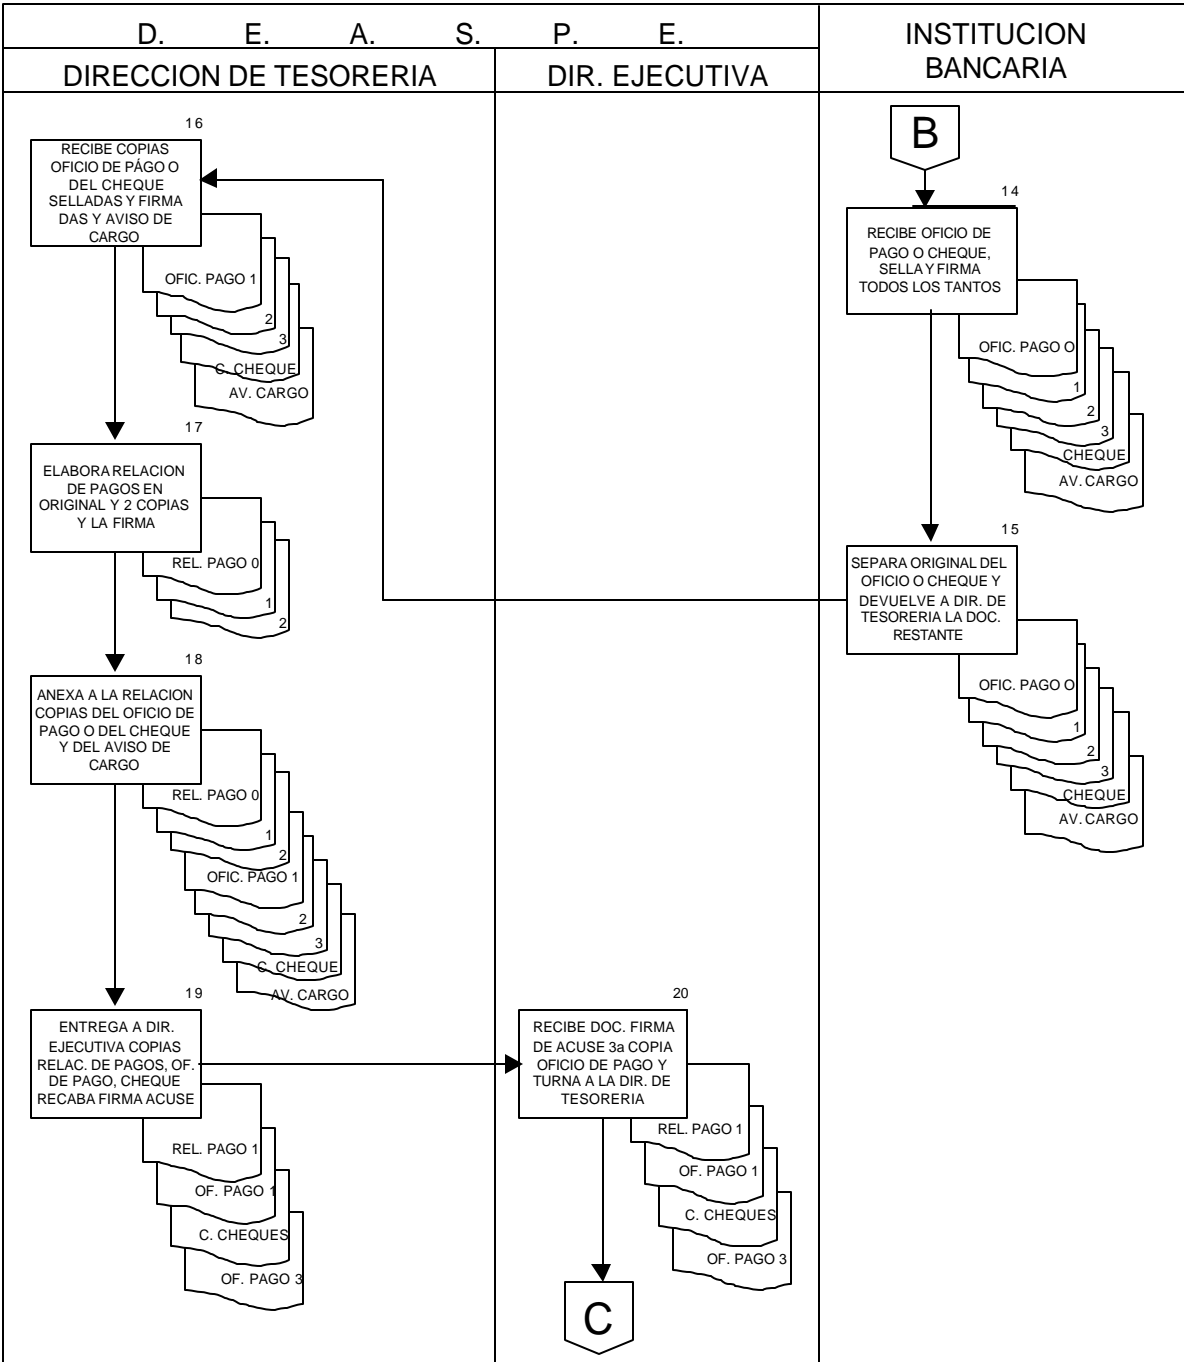 D. E. A. S. P. E.
INSTITUCION
BANCARIA
DIRECCION DE TESORERIA
DIR. EJECUTIVA
B
14
RECIBE OFICIO DE
PAGO O CHEQUE,
SELLA Y FIRMA
TODOS LOS TANTOS
OFIC. PAGO O
1
2
3
CHEQUE
AV. CARGO
15
SEPARA ORIGINAL DEL
OFICIO O CHEQUE Y
DEVUELVE A DIR. DE
TESORERIA LA DOC.
RESTANTE
OFIC. PAGO O
1
2
3
CHEQUE
AV. CARGO
16
RECIBE COPIAS
OFICIO DE PÁGO O
DEL CHEQUE
SELLADAS Y FIRMA
DAS Y AVISO DE
CARGO
OFIC. PAGO 1
2
3
C. CHEQUE
AV. CARGO
17
ELABORA RELACION
DE PAGOS EN
ORIGINAL Y 2 COPIAS
Y LA FIRMA
REL. PAGO 0
1
2
18
ANEXA A LA RELACION
COPIAS DEL OFICIO DE
PAGO O DEL CHEQUE
Y DEL AVISO DE
CARGO
REL. PAGO 0
1
2
OFIC. PAGO 1
2
3
C. CHEQUE
AV. CARGO
19
ENTREGA A DIR.
EJECUTIVA COPIAS
RELAC. DE PAGOS, OF.
DE PAGO, CHEQUE
RECABA FIRMA ACUSE
REL. PAGO 1
OF. PAGO 1
C. CHEQUES
OF. PAGO 3
20
RECIBE DOC. FIRMA
DE ACUSE 3a COPIA
OFICIO DE PAGO Y
TURNA A LA DIR. DE
TESORERIA
REL. PAGO 1
OF. PAGO 1
C. CHEQUES
OF. PAGO 3
C